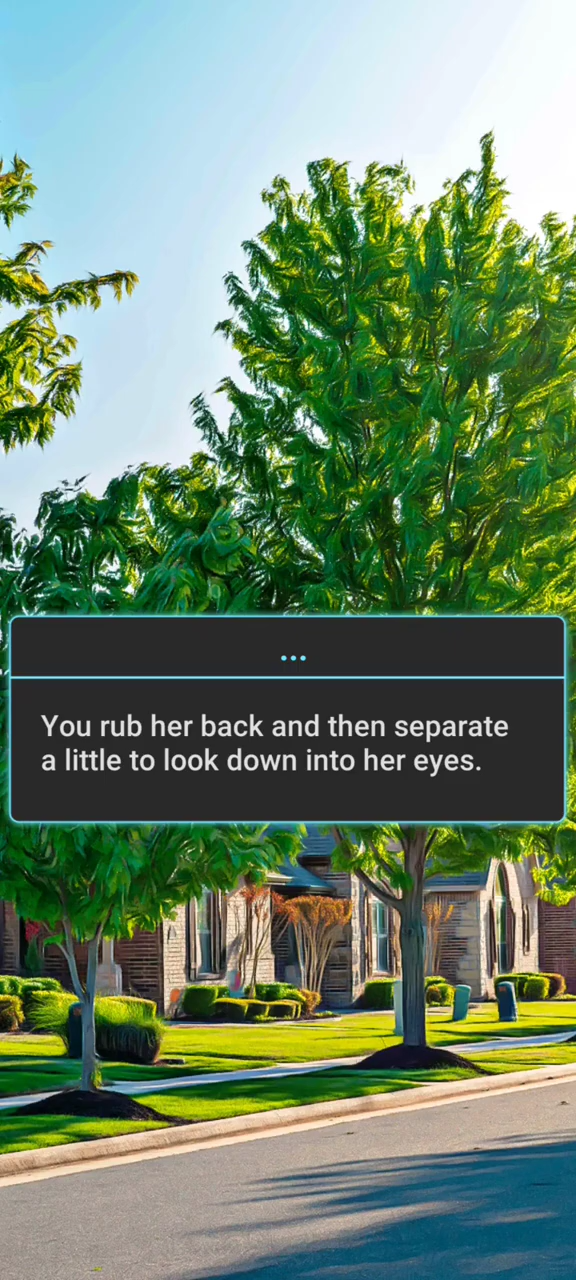 ...
You rub her back and then separate
a little to look down into her eyes.